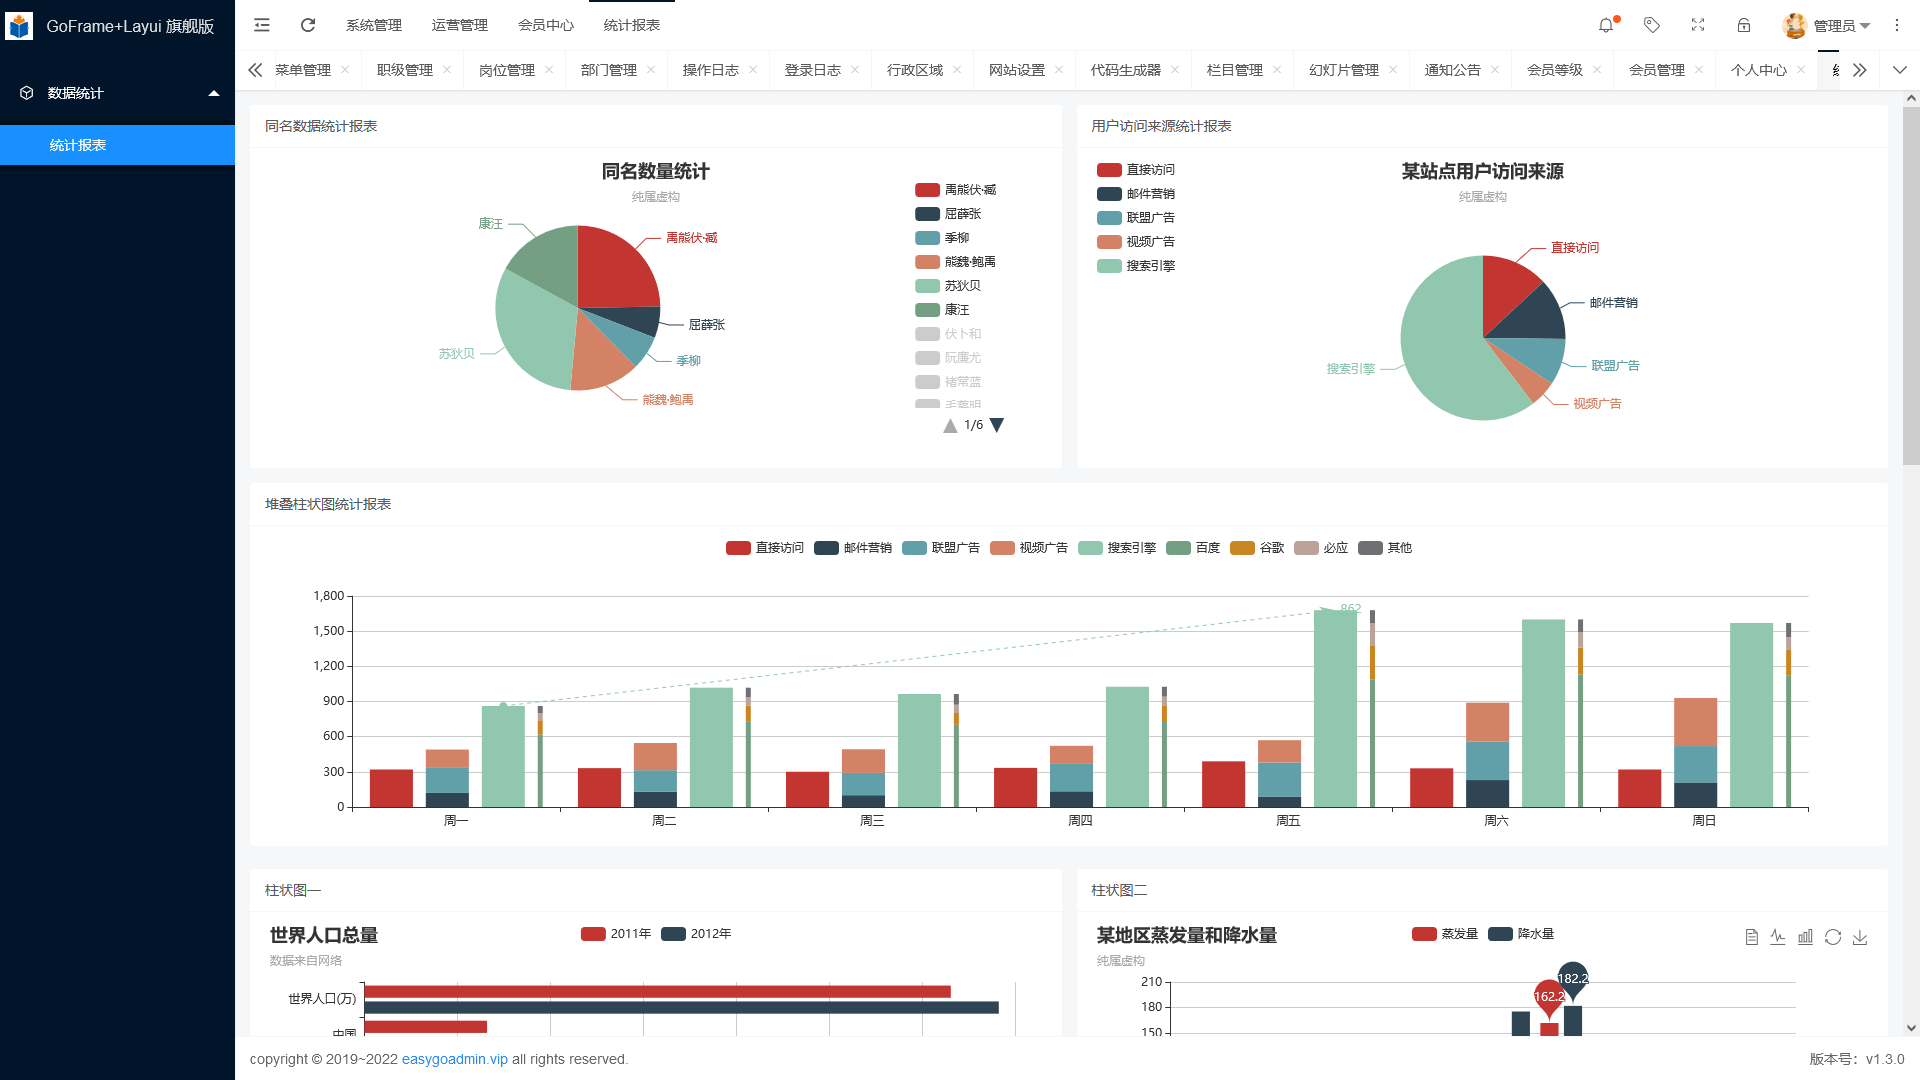 GoFrame+Layui 旗舰版
系统管理 运营管理 会员中心 统计报表 管理员
菜单管理 职级管理 岗位管理 部门管理 操作日志 登录日志 行政区域 网站设置 代码生成器 栏目管理 幻灯片管理 通知公告 会员等级 会员管理 个人中心
数据统计
统计报表
同名数据统计报表
同名数量统计
纯属虚构
禹熊伏·臧
屈薛张
季柳
熊魏·鲍禹
苏狄贝
康汪
禹熊伏·臧
屈薛张
季柳
熊魏·鲍禹
苏狄贝
康汪
伏卜和
阮廉尤
褚常蓝
1/6
用户访问来源统计报表
某站点用户访问来源
纯属虚构
直接访问
邮件营销
联盟广告
视频广告
搜索引擎
直接访问
邮件营销
联盟广告
视频广告
搜索引擎
堆叠柱状图统计报表
直接访问 邮件营销 联盟广告 视频广告 搜索引擎 百度 谷歌 必应 其他
1,800
1,500
1,200
900
600
300
0
862
周一 周二 周三 周四 周五 周六 周日
柱状图一
世界人口总量
数据来自网络
2011年 2012年
世界人口(万)
中国
柱状图二
某地区蒸发量和降水量
纯属虚构
蒸发量 降水量
210
180
150
182.2
162.2
copyright © 2019~2022 easygoadmin.vip all rights reserved.
版本号：v1.3.0